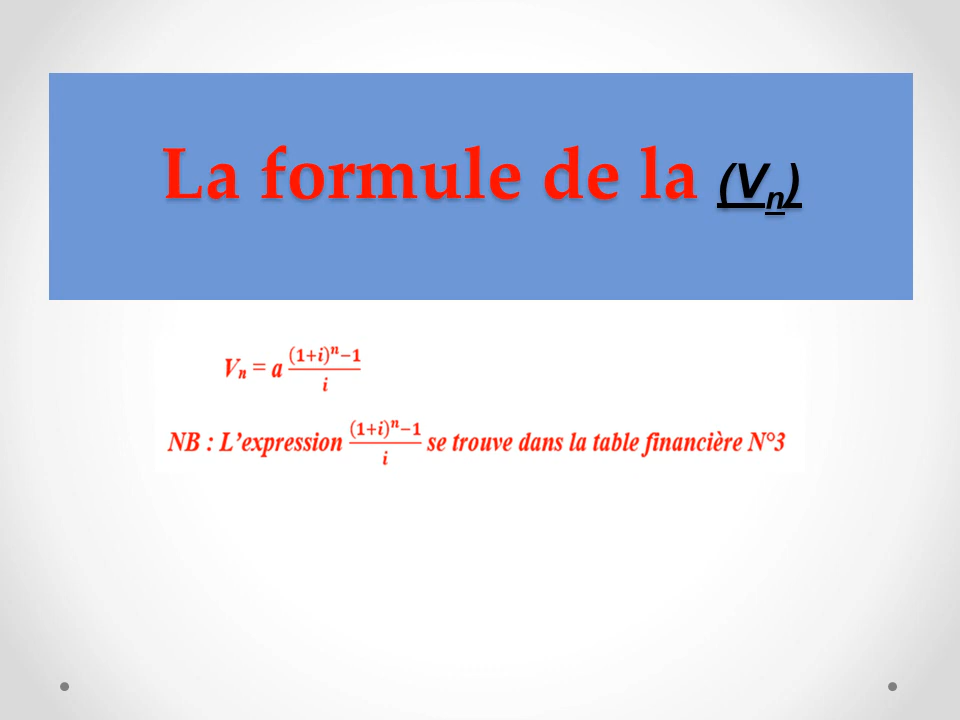 La formule de la (Vₙ)
Vₙ = a ((1+i)ⁿ−1)/i
NB : L’expression ((1+i)ⁿ−1)/i se trouve dans la table financière N°3